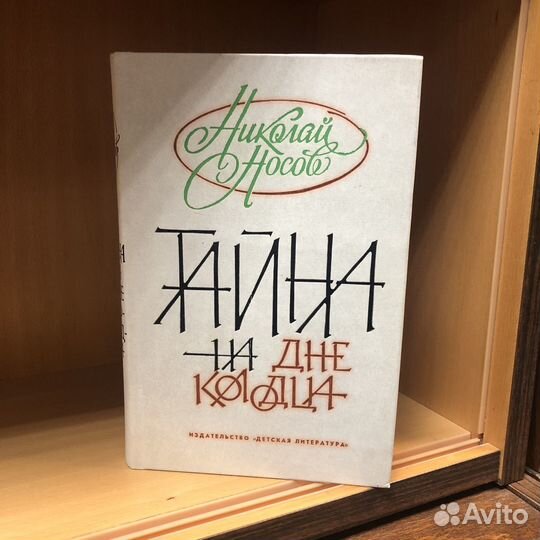 Николай
Носов
ТАЙНА
НА ДНЕ
КОЛОДЦА
ИЗДАТЕЛЬСТВО «ДЕТСКАЯ ЛИТЕРАТУРА»
Avito